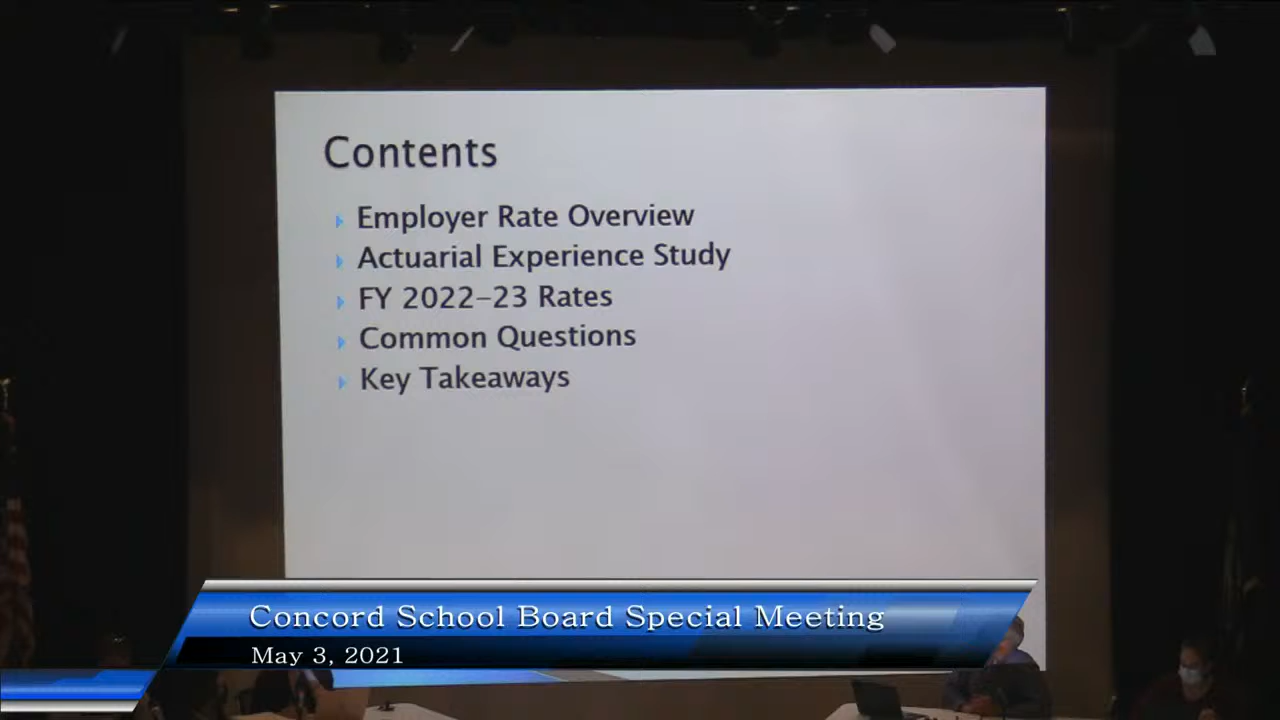 Contents
Employer Rate Overview
Actuarial Experience Study
FY 2022-23 Rates
Common Questions
Key Takeaways
Concord School Board Special Meeting
May 3, 2021